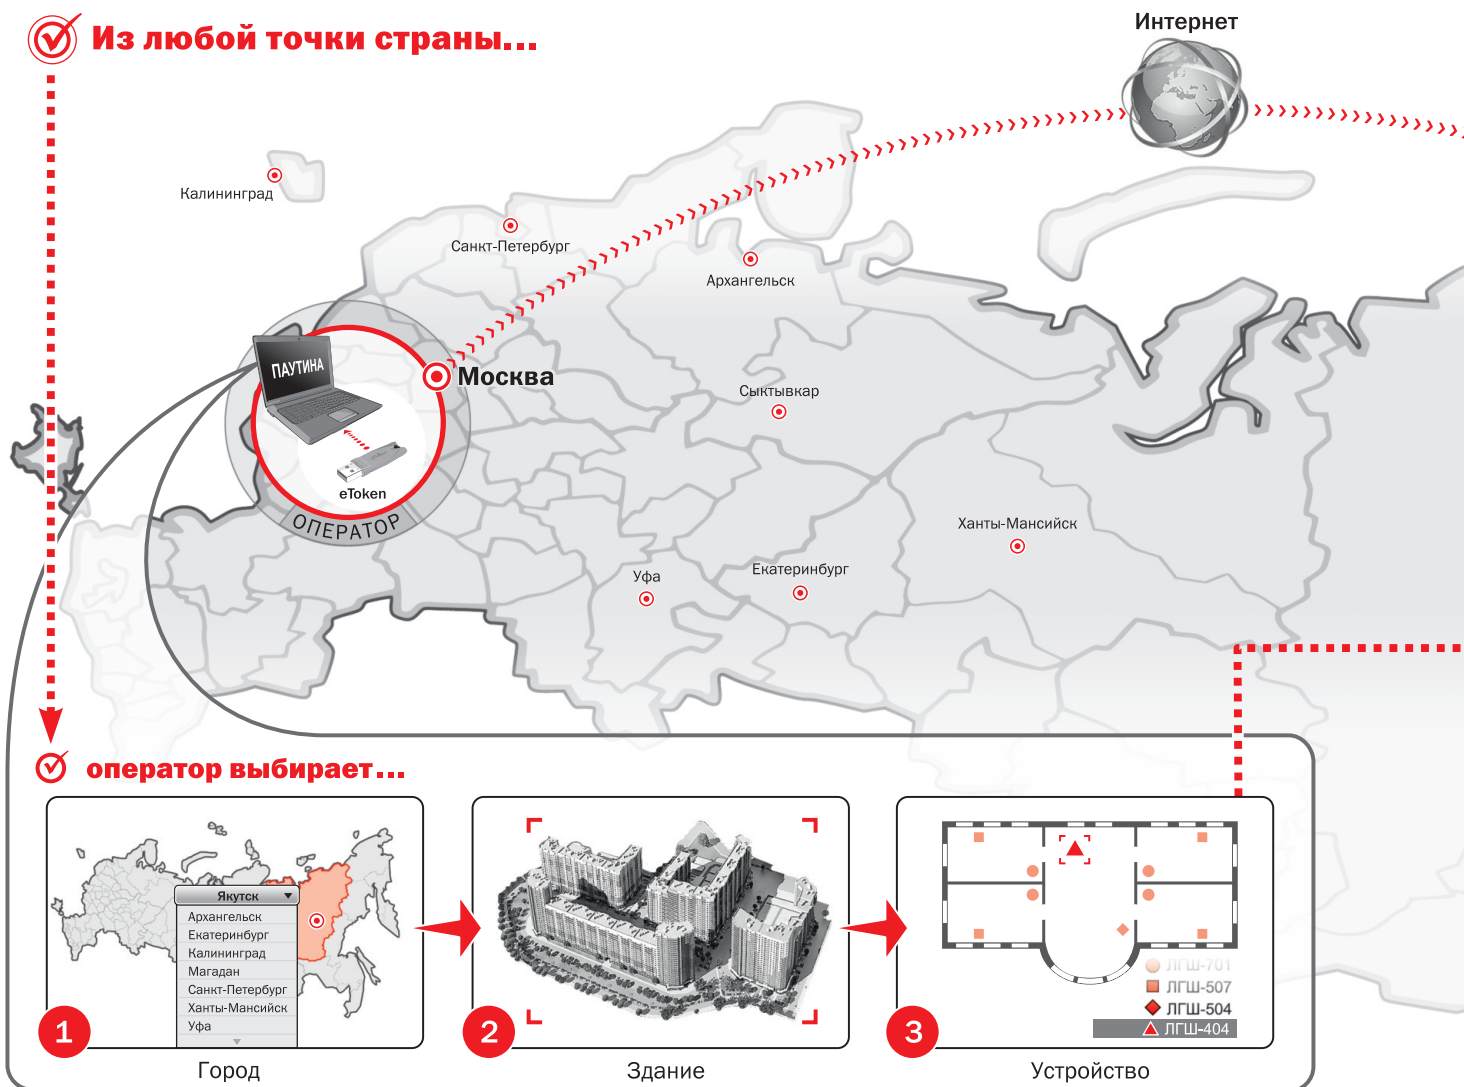 Из любой точки страны...
Интернет
Калининград
Санкт-Петербург
Архангельск
ПАУТИНА
Москва
Сыктывкар
eToken
ОПЕРАТОР
Ханты-Мансийск
Уфа
Екатеринбург
оператор выбирает...
Якутск
Архангельск
Екатеринбург
Калининград
Магадан
Санкт-Петербург
Ханты-Мансийск
Уфа
1
Город
2
Здание
ЛГШ-701
ЛГШ-507
ЛГШ-504
ЛГШ-404
3
Устройство